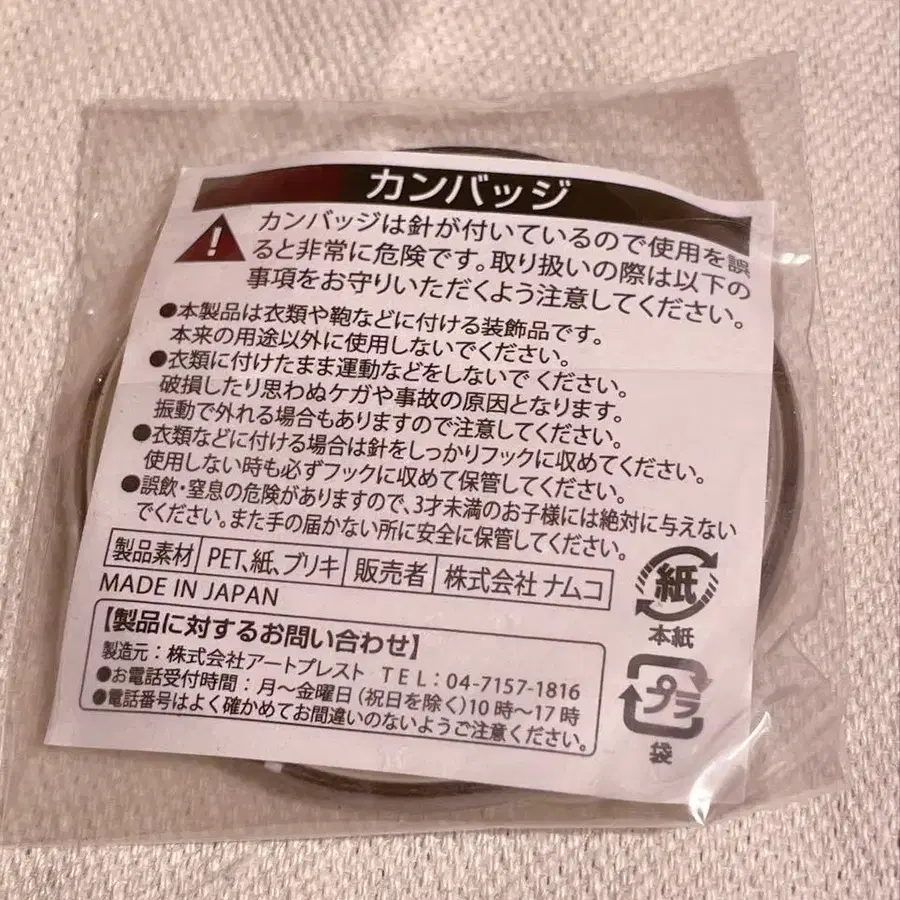 カンバッジ
カンバッジは針が付いているので使用を誤
ると非常に危険です。取り扱いの際は以下の
事項をお守りいただくよう注意してください。
●本製品は衣類や鞄などに付ける装飾品です。
本来の用途以外に使用しないでください。
●衣類に付けたまま運動などをしないでください。
破損したり思わぬケガや事故の原因となります。
振動で外れる場合もありますので注意してください。
●衣類などに付ける場合は針をしっかりフックに収めてください。
使用しない時も必ずフックに収めて保管してください。
●誤飲・窒息の危険がありますので、3才未満のお子様には絶対に与えない
でください。また手の届かない所に安全に保管してください。
製品素材 PET、紙、ブリキ 販売者 株式会社 ナムコ
MADE IN JAPAN
【製品に対するお問い合わせ】
製造元：株式会社アートプレスト TEL：04-7157-1816
●お電話受付時間：月～金曜日（祝日を除く）10時～17時
●電話番号はよく確かめてお間違いのないようご注意ください。
紙
本紙
プラ
袋